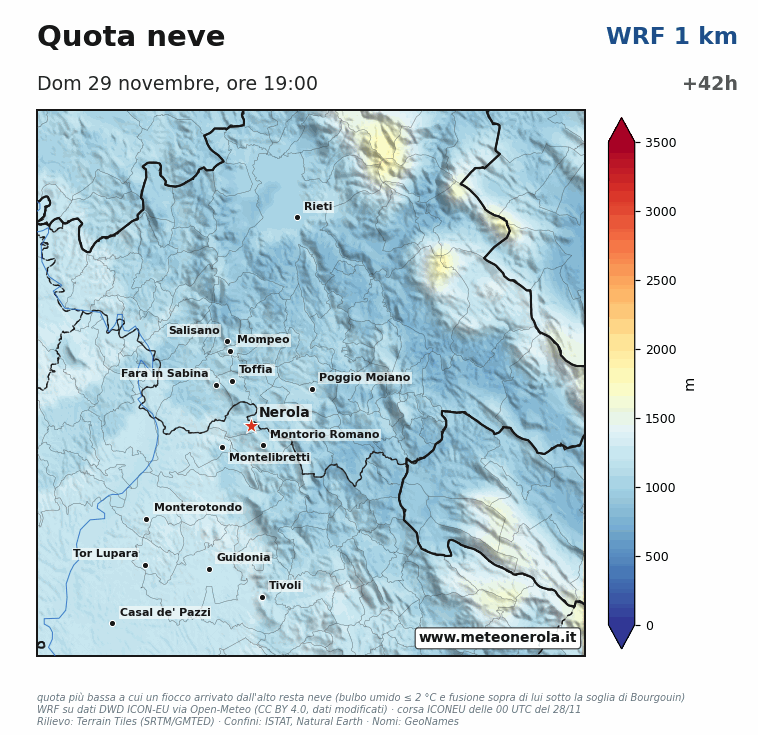 Quota neve
WRF 1 km
Dom 29 novembre, ore 19:00
+42h
Rieti
Salisano
Mompeo
Fara in Sabina
Toffia
Poggio Moiano
Nerola
Montorio Romano
Montelibretti
Monterotondo
Tor Lupara
Guidonia
Tivoli
Casal de' Pazzi
www.meteonerola.it
3500
3000
2500
2000
1500
1000
500
0
m
quota più bassa a cui un fiocco arrivato dall'alto resta neve (bulbo umido ≤ 2 °C e fusione sopra di lui sotto la soglia di Bourgouin)
WRF su dati DWD ICON-EU via Open-Meteo (CC BY 4.0, dati modificati) · corsa ICONEU delle 00 UTC del 28/11
Rilievo: Terrain Tiles (SRTM/GMTED) · Confini: ISTAT, Natural Earth · Nomi: GeoNames